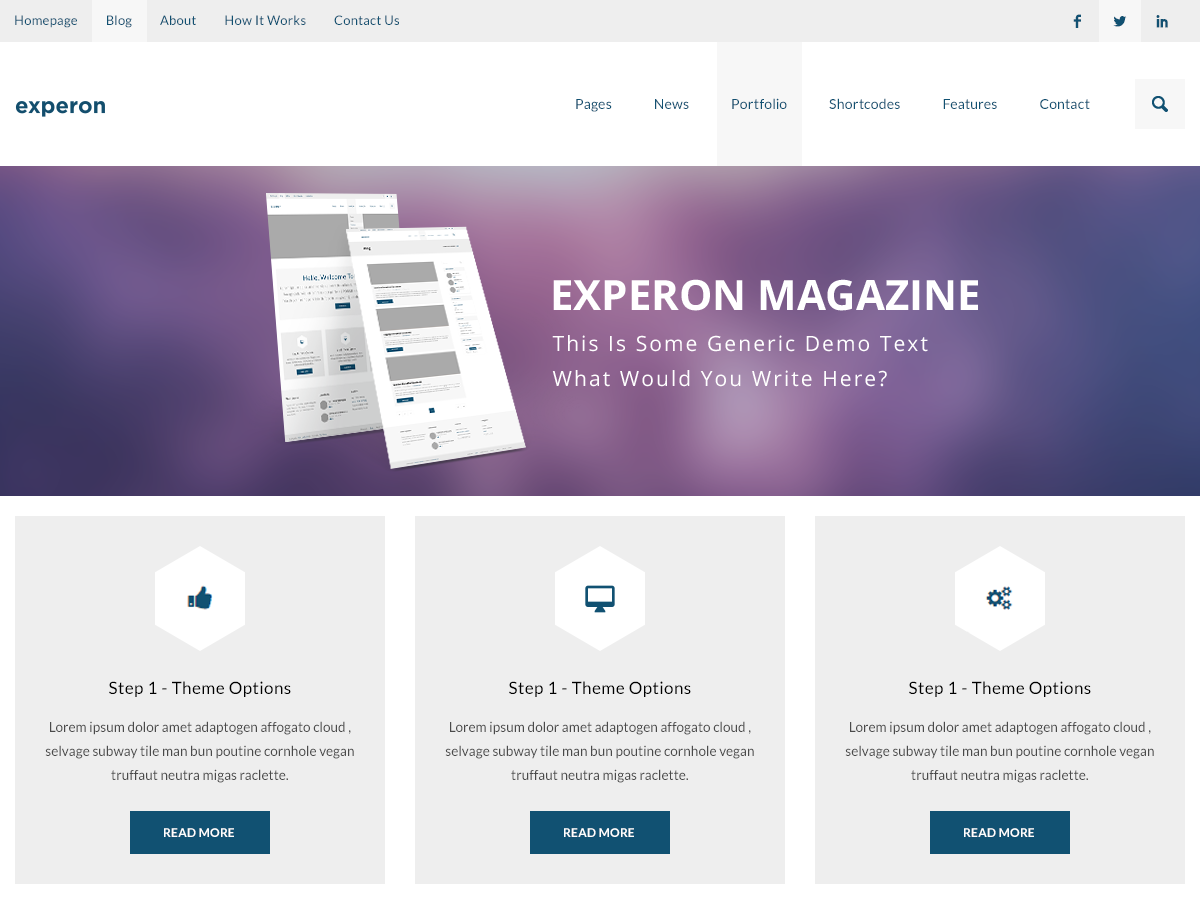 Homepage Blog About How It Works Contact Us
experon
Pages News Portfolio Shortcodes Features Contact
Hello, Welcome To
EXPERON MAGAZINE
This Is Some Generic Demo Text
What Would You Write Here?
Step 1 - Theme Options
Lorem ipsum dolor amet adaptogen affogato cloud ,
selvage subway tile man bun poutine cornhole vegan
truffaut neutra migas raclette.
READ MORE
Step 1 - Theme Options
Lorem ipsum dolor amet adaptogen affogato cloud ,
selvage subway tile man bun poutine cornhole vegan
truffaut neutra migas raclette.
READ MORE
Step 1 - Theme Options
Lorem ipsum dolor amet adaptogen affogato cloud ,
selvage subway tile man bun poutine cornhole vegan
truffaut neutra migas raclette.
READ MORE